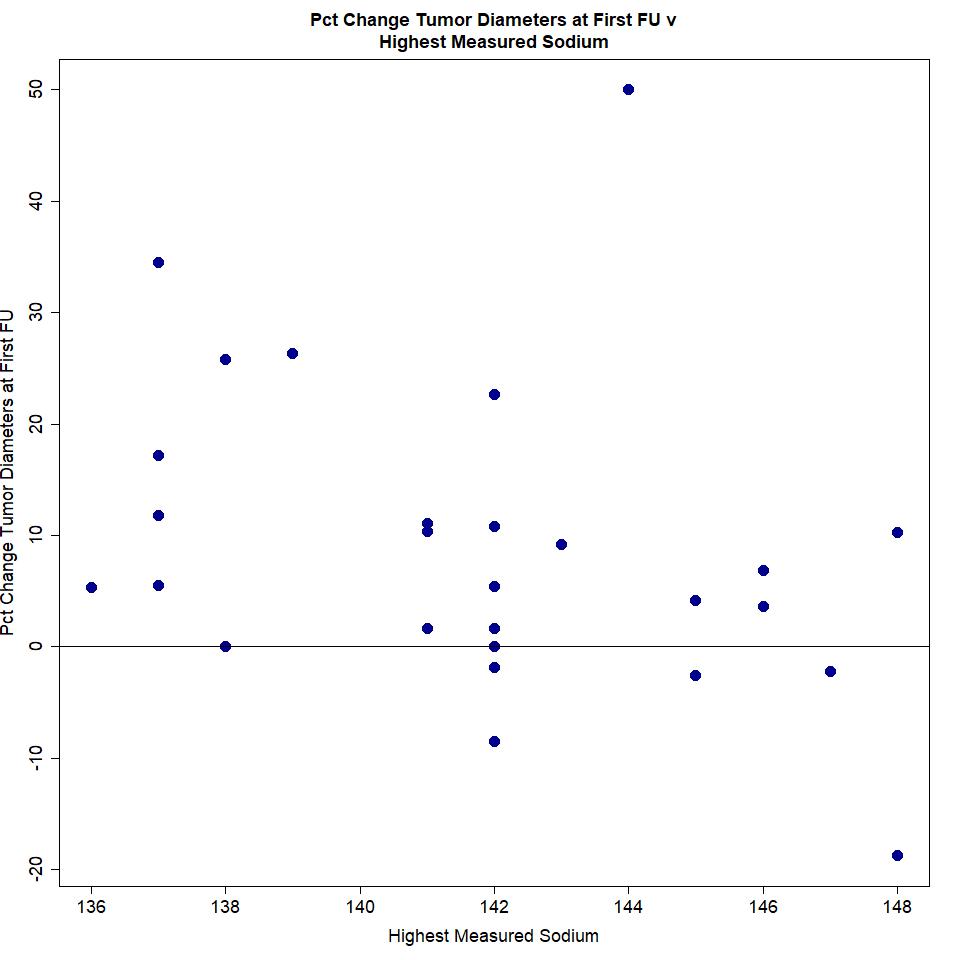 Pct Change Tumor Diameters at First FU v
Highest Measured Sodium
Pct Change Tumor Diameters at First FU
50
40
30
20
10
0
-10
-20
136 138 140 142 144 146 148
Highest Measured Sodium